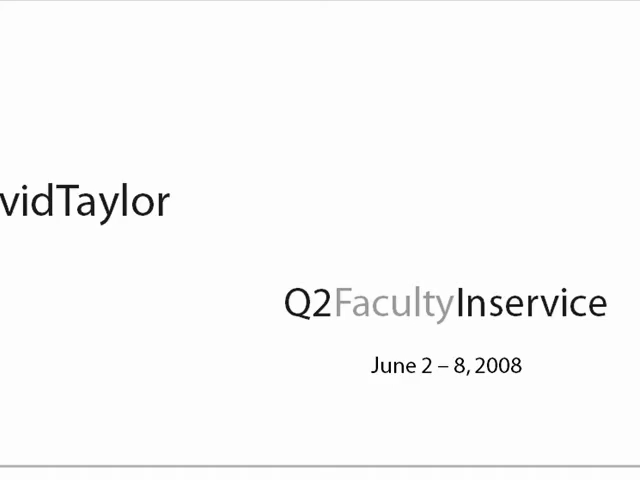 vidTaylor
Q2FacultyInservice
June 2 – 8, 2008